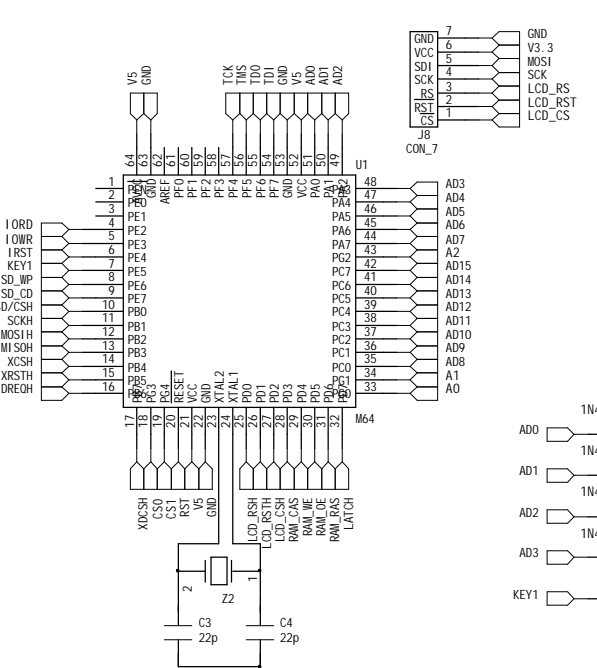 V5
GND
TCK
TMS
TDO
TDI
GND
V5
AD0
AD1
AD2
GND 7 GND
VCC 6 V3.3
SDI 5 MOSI
SCK 4 SCK
RS 3 LCD_RS
RST 2 LCD_RST
CS 1 LCD_CS
J8
CON_7
U1
64
63 GND
62 AREF
61 PF0
60 PF1
59 PF2
58 PF3
57 PF4
56 PF5
55 PF6
54 PF7
53 GND
52 VCC
51 PA0
50 PA1
49 PA2
1 PEN
2 PE0
3 PE1
IORD 4 PE2
IOWR 5 PE3
IRST 6 PE4
KEY1 7 PE5
SD_WP 8 PE6
SD_CD 9 PE7
D/CSH 10 PB0
SCKH 11 PB1
MOSIH 12 PB2
MISOH 13 PB3
XCSH 14 PB4
XRSTH 15 PB5
DREQH 16 PB6
PA3 48 AD3
PA4 47 AD4
PA5 46 AD5
PA6 45 AD6
PA7 44 AD7
PG2 43 A2
PC7 42 AD15
PC6 41 AD14
PC5 40 AD13
PC4 39 AD12
PC3 38 AD11
PC2 37 AD10
PC1 36 AD9
PC0 35 AD8
PG1 34 A1
PG0 33 A0
M64
17 PB7 XDCSH
18 PG3 CS0
19 PG4 CS1
20 RESET RST
21 VCC V5
22 GND GND
23 XTAL2
24 XTAL1
25 PD0 LCD_RSH
26 PD1 LCD_RSTH
27 PD2 LCD_CSH
28 PD3 RAM_CAS
29 PD4 RAM_WE
30 PD5 RAM_OE
31 PD6 RAM_RAS
32 PD7 LATCH
2
1
Z2
C3
22p
C4
22p
1N4
AD0
1N4
AD1
1N4
AD2
1N4
AD3
KEY1